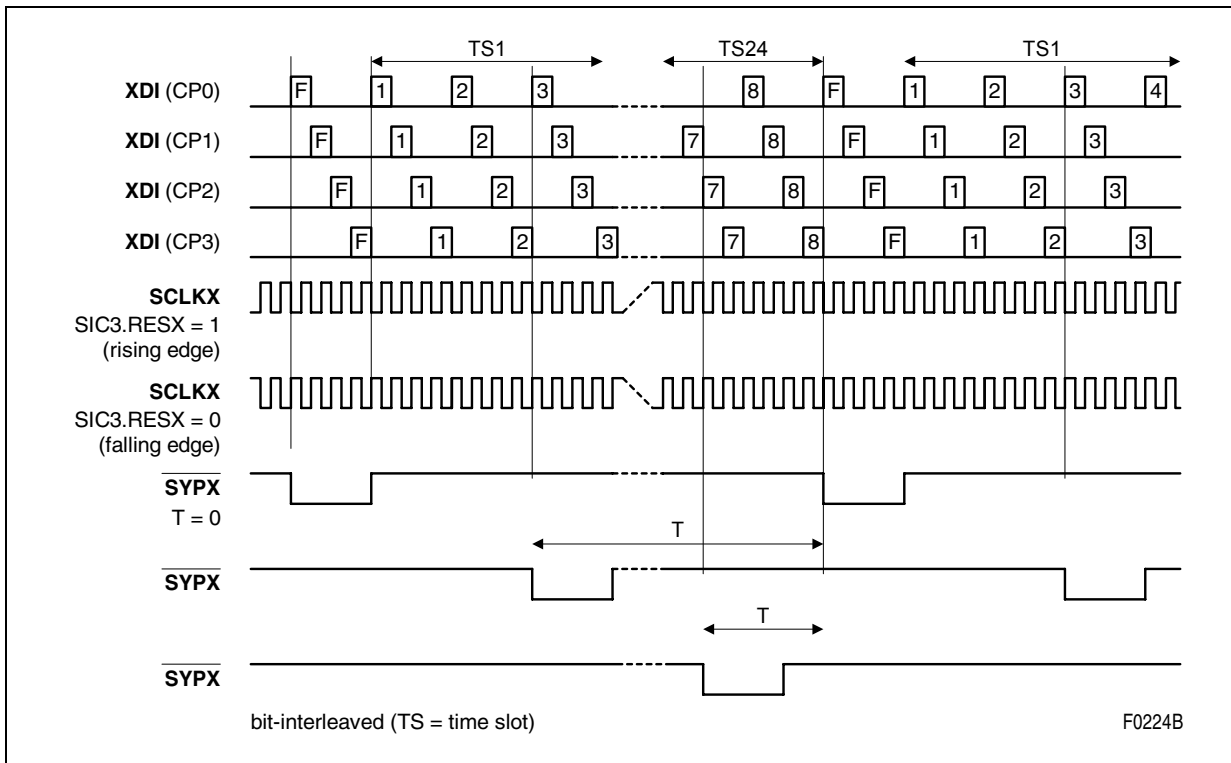 TS1 TS24 TS1
XDI (CP0) F 1 2 3 8 F 1 2 3 4
XDI (CP1) F 1 2 3 7 8 F 1 2 3
XDI (CP2) F 1 2 3 7 8 F 1 2 3
XDI (CP3) F 1 2 3 7 8 F 1 2 3
SCLKX
SIC3.RESX = 1
(rising edge)
SCLKX
SIC3.RESX = 0
(falling edge)
SYPX
T = 0
T
SYPX
T
SYPX
bit-interleaved (TS = time slot)
F0224B